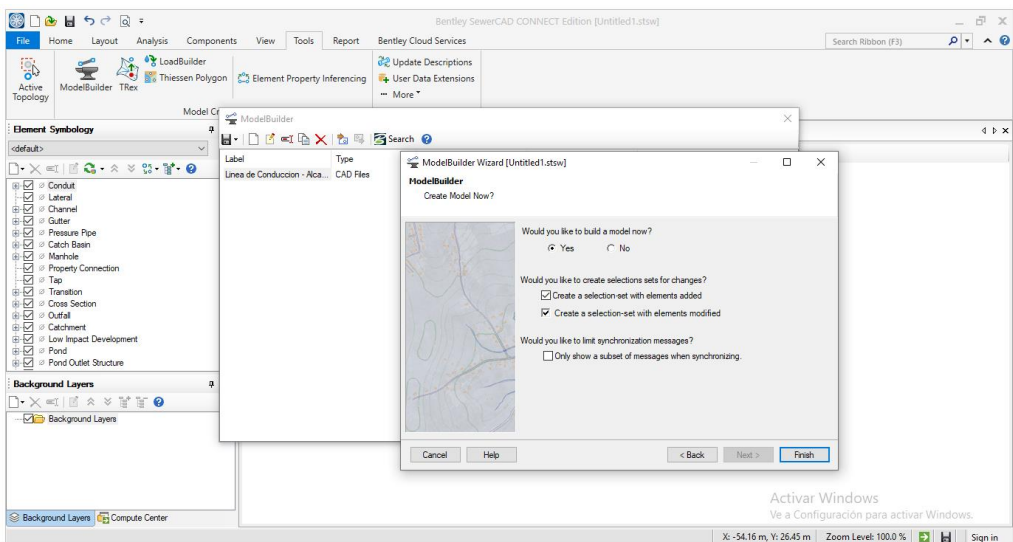 Bentley SewerCAD CONNECT Edition [Untitled1.stsw]
File Home Layout Analysis Components View Tools Report Bentley Cloud Services
Search Ribbon (F3)
Active Topology
ModelBuilder
TRex
LoadBuilder
Thiessen Polygon
Element Property Inferencing
Update Descriptions
User Data Extensions
More
Model Cr
Element Symbology
<default>
Conduit
Lateral
Channel
Gutter
Pressure Pipe
Catch Basin
Manhole
Property Connection
Tap
Transition
Cross Section
Outfall
Catchment
Low Impact Development
Pond
Pond Outlet Structure
Background Layers
Background Layers
Background Layers Compute Center
ModelBuilder
Search
Label Type
Linea de Conduccion - Alca... CAD Files
ModelBuilder Wizard [Untitled1.stsw]
ModelBuilder
Create Model Now?
Would you like to build a model now?
Yes No
Would you like to create selections sets for changes?
Create a selection-set with elements added
Create a selection-set with elements modified
Would you like to limit synchronization messages?
Only show a subset of messages when synchronizing.
Cancel Help < Back Next > Finish
Activar Windows
Ve a Configuración para activar Windows.
X: -54.16 m, Y: 26.45 m Zoom Level: 100.0 % Sign in